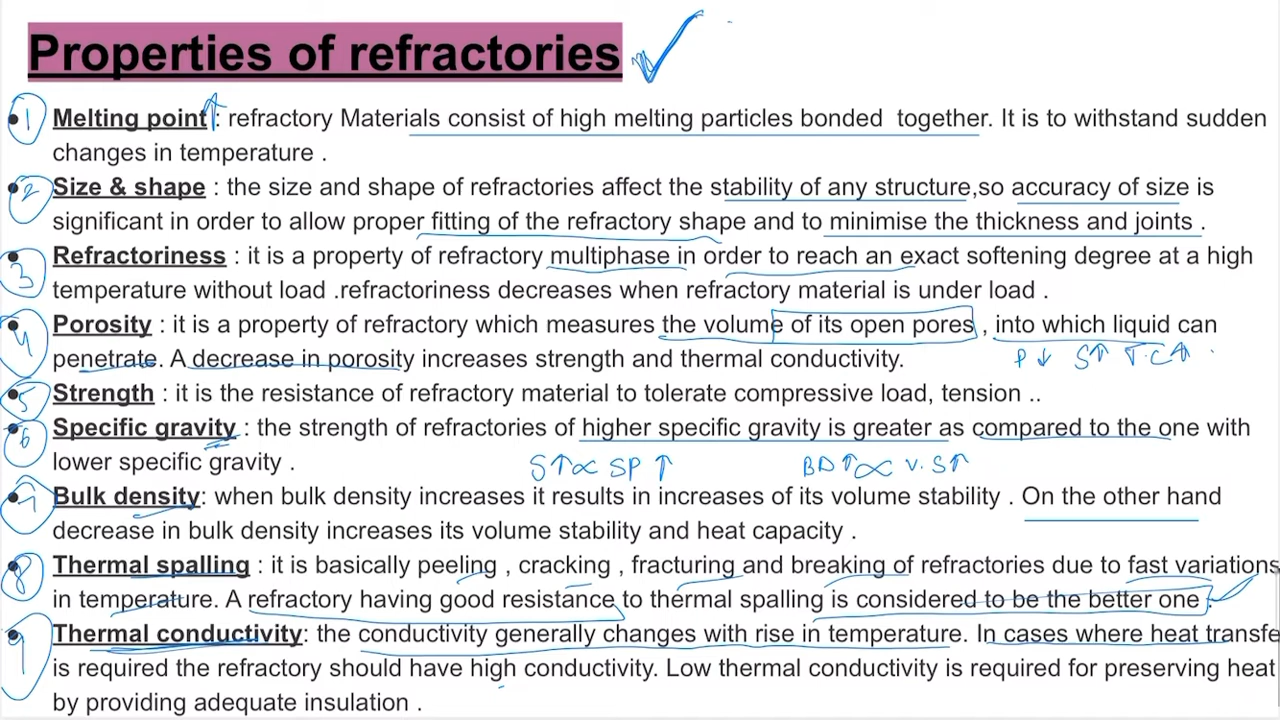 Properties of refractories
1 Melting point↑: refractory Materials consist of high melting particles bonded together. It is to withstand sudden
changes in temperature .
2 Size & shape : the size and shape of refractories affect the stability of any structure,so accuracy of size is
significant in order to allow proper fitting of the refractory shape and to minimise the thickness and joints .
3 Refractoriness : it is a property of refractory multiphase in order to reach an exact softening degree at a high
temperature without load .refractoriness decreases when refractory material is under load .
4 Porosity : it is a property of refractory which measures the volume of its open pores , into which liquid can
penetrate. A decrease in porosity increases strength and thermal conductivity.
P↓ S↑ T.C↑
5 Strength : it is the resistance of refractory material to tolerate compressive load, tension ..
6 Specific gravity : the strength of refractories of higher specific gravity is greater as compared to the one with
lower specific gravity .
S↑∝ SP ↑ BD↑∝ V.S↑
7 Bulk density: when bulk density increases it results in increases of its volume stability . On the other hand
decrease in bulk density increases its volume stability and heat capacity .
8 Thermal spalling : it is basically peeling , cracking , fracturing and breaking of refractories due to fast variations
in temperature. A refractory having good resistance to thermal spalling is considered to be the better one .
9 Thermal conductivity: the conductivity generally changes with rise in temperature. In cases where heat transfe
is required the refractory should have high conductivity. Low thermal conductivity is required for preserving heat
by providing adequate insulation .